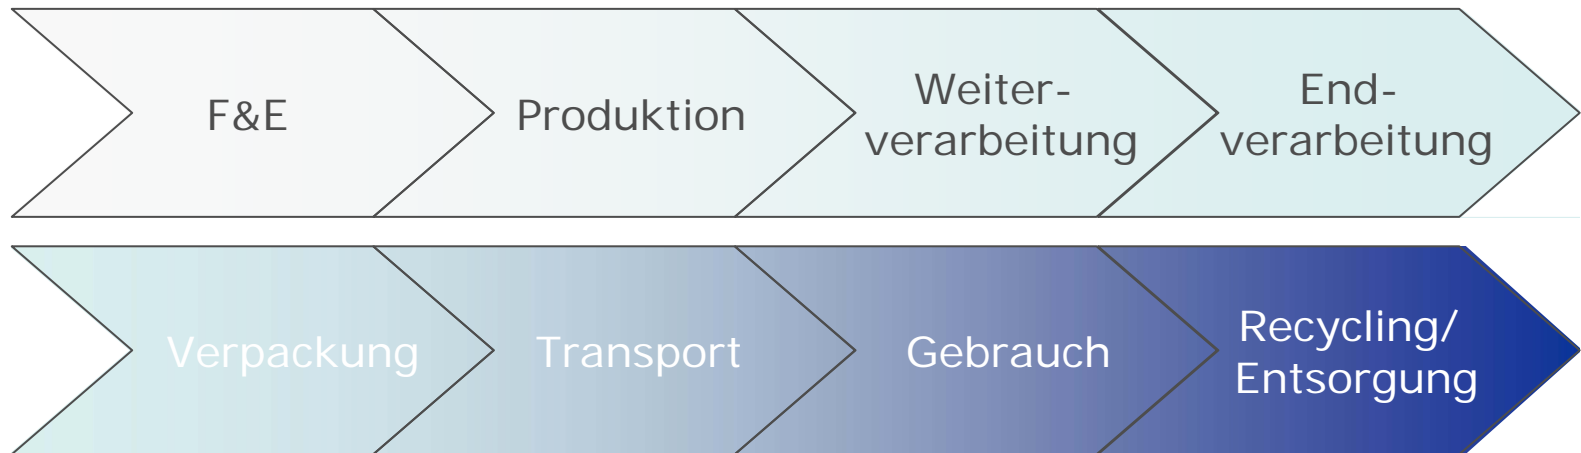 F&E
Produktion
Weiter-
verarbeitung
End-
verarbeitung
Verpackung
Transport
Gebrauch
Recycling/
Entsorgung